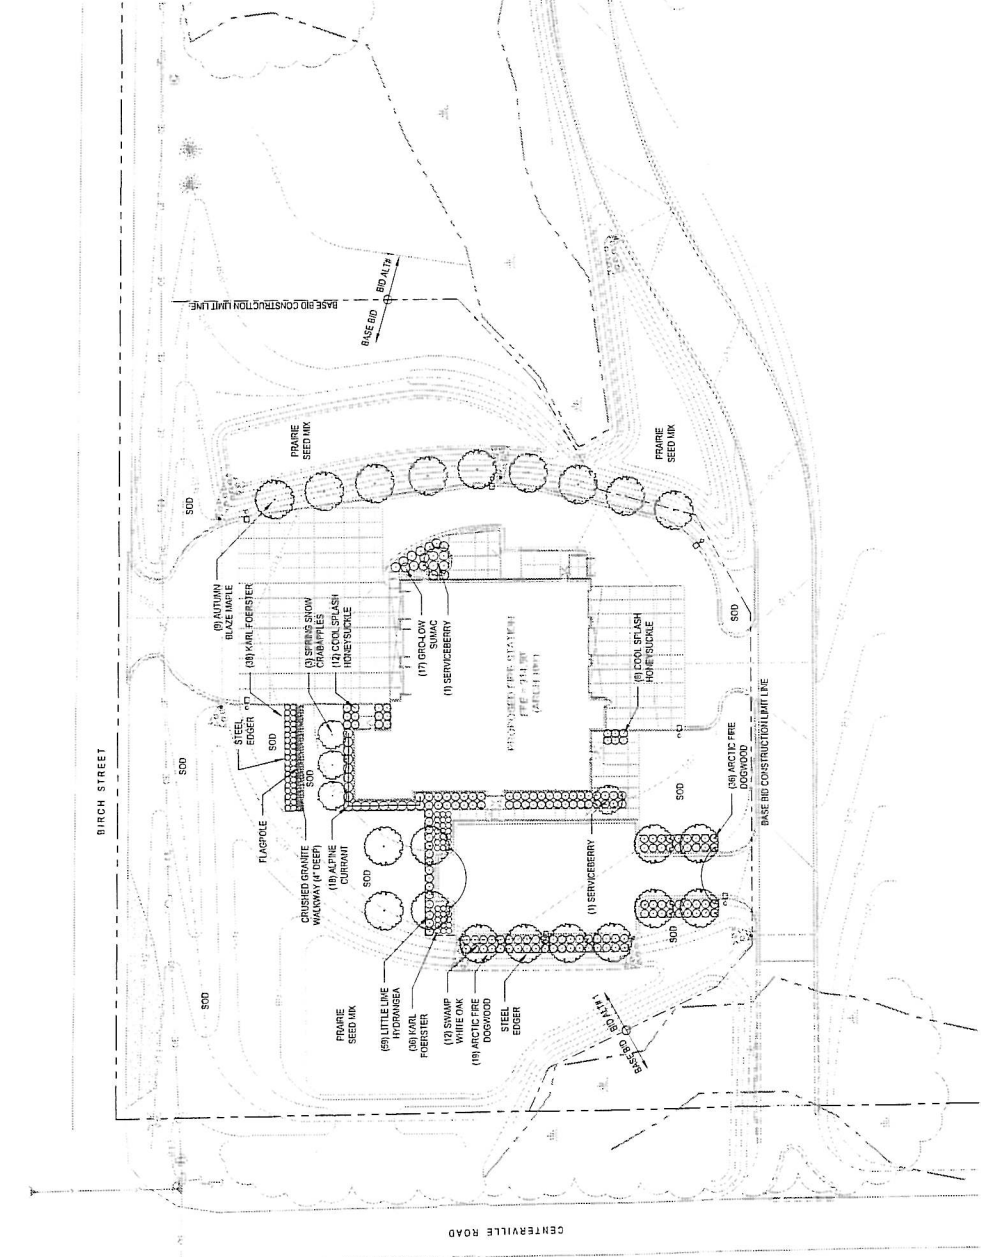 BIRCH STREET
BASE BID CONSTRUCTION LIMIT LINE
BASE BID
BID ALT# 1
PRAIRIE
SEED MIX
PRAIRIE
SEED MIX
SOD
(9) AUTUMN
BLAZE MAPLE
(38) KARL FOERSTER
(3) SPRING SNOW
CRABAPPLES
(12) COOL SPLASH
HONEYSUCKLE
(17) GRO-LOW
SUMAC
(1) SERVICEBERRY
PROPOSED FIRE STATION
(8) COOL SPLASH
HONEYSUCKLE
SOD
STEEL
EDGER
SOD
SOD
FLAGPOLE
SOD
CRUSHED GRANITE
WALKWAY (4" DEEP)
(18) ALPINE
CURRANT
SOD
SOD
(36) ARCTIC FIRE
DOGWOOD
BASE BID CONSTRUCTION LIMIT LINE
(1) SERVICEBERRY
SOD
SOD
PRAIRIE
SEED MIX
(59) LITTLE LIME
HYDRANGEA
(36) KARL
FOERSTER
(12) SWAMP
WHITE OAK
(19) ARCTIC FIRE
DOGWOOD
STEEL
EDGER
BASE BID
BID ALT# 1
CENTERVILLE ROAD